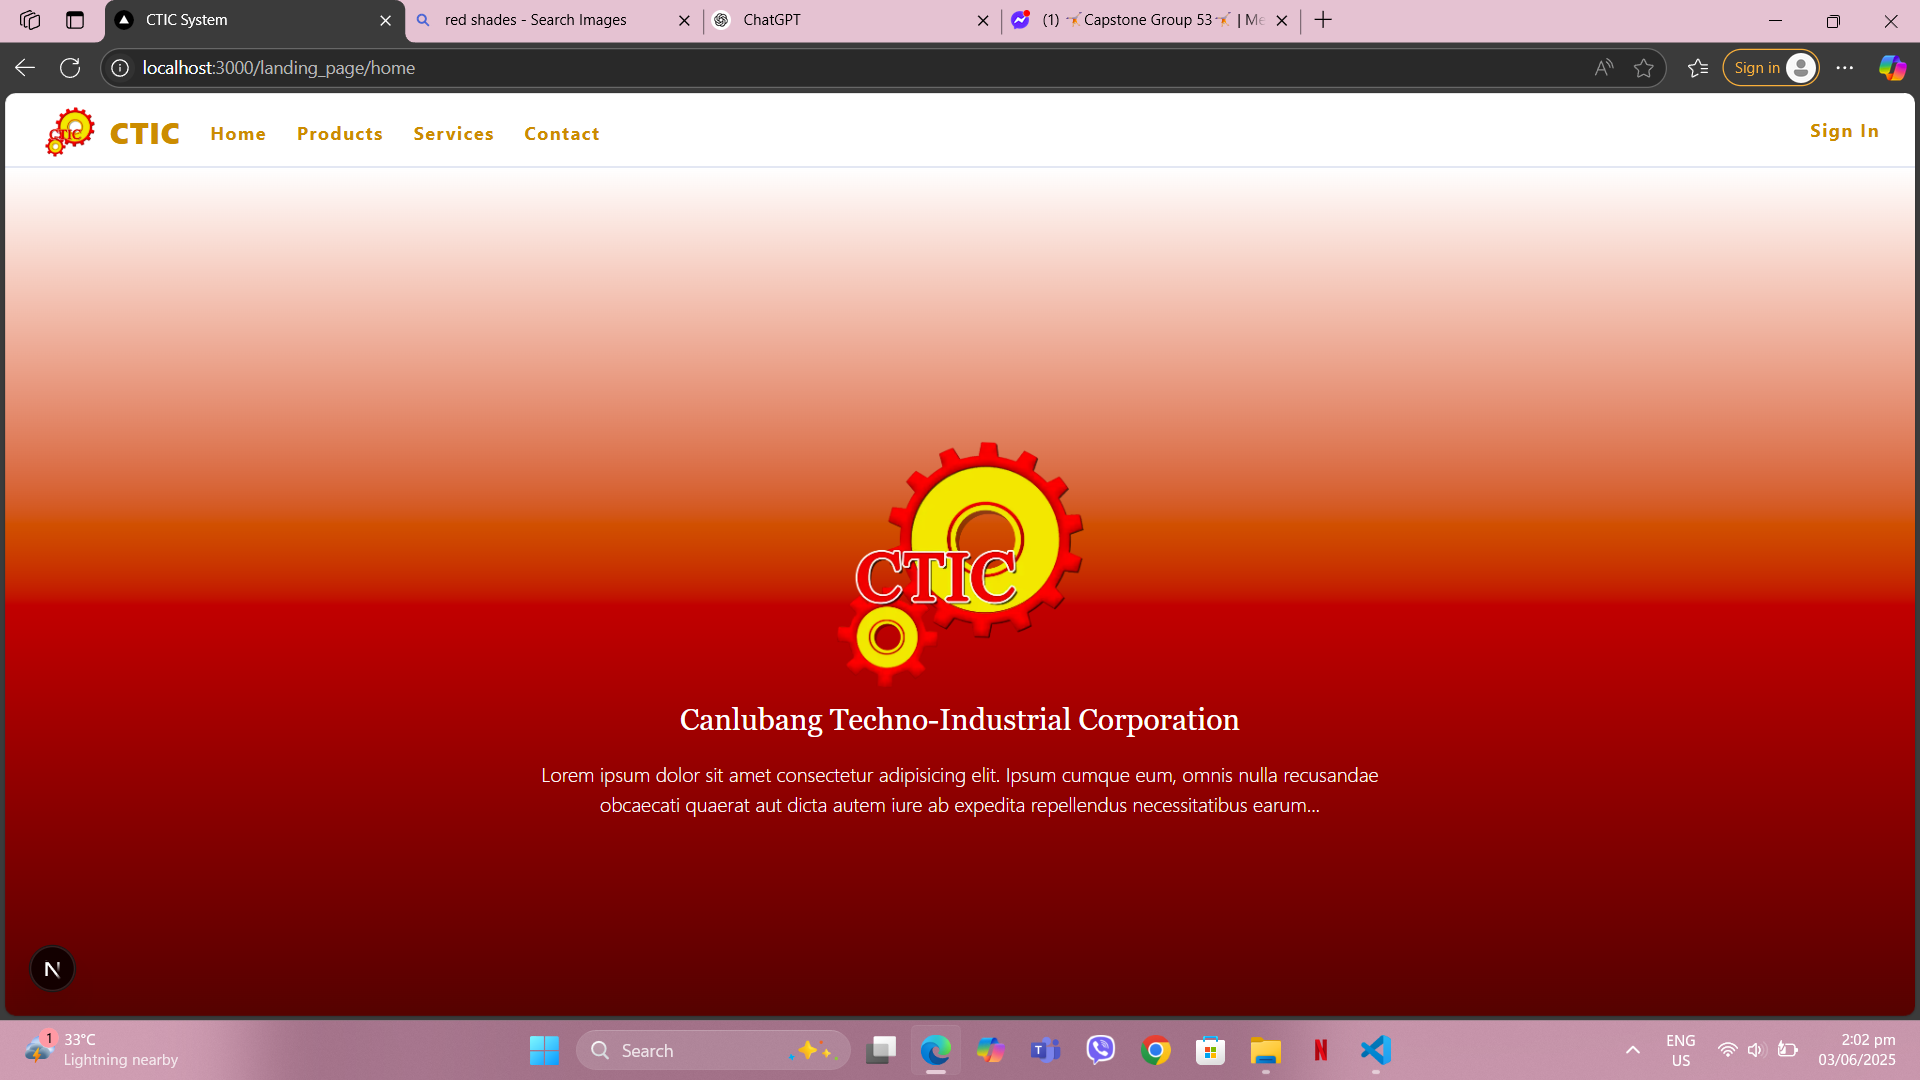 CTIC System
red shades - Search Images
ChatGPT
(1) 🤺Capstone Group 53🤺 | Me
localhost:3000/landing_page/home
Sign in
CTIC
CTIC
Home
Products
Services
Contact
Sign In
CTIC
Canlubang Techno-Industrial Corporation
Lorem ipsum dolor sit amet consectetur adipisicing elit. Ipsum cumque eum, omnis nulla recusandae
obcaecati quaerat aut dicta autem iure ab expedita repellendus necessitatibus earum...
N
1
33°C
Lightning nearby
Search
ENG
US
2:02 pm
03/06/2025